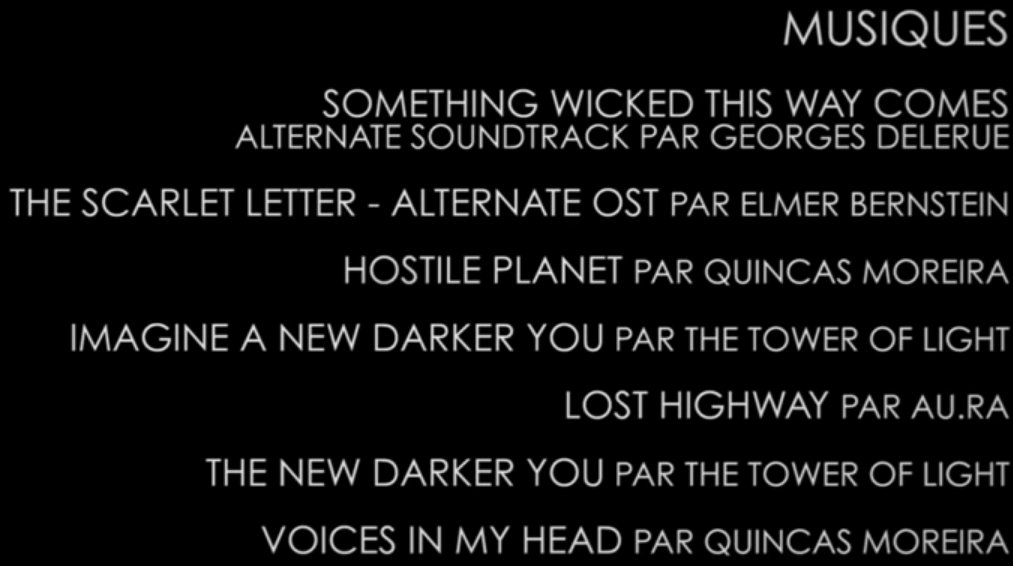 MUSIQUES
SOMETHING WICKED THIS WAY COMES
ALTERNATE SOUNDTRACK PAR GEORGES DELERUE
THE SCARLET LETTER - ALTERNATE OST PAR ELMER BERNSTEIN
HOSTILE PLANET PAR QUINCAS MOREIRA
IMAGINE A NEW DARKER YOU PAR THE TOWER OF LIGHT
LOST HIGHWAY PAR AU.RA
THE NEW DARKER YOU PAR THE TOWER OF LIGHT
VOICES IN MY HEAD PAR QUINCAS MOREIRA